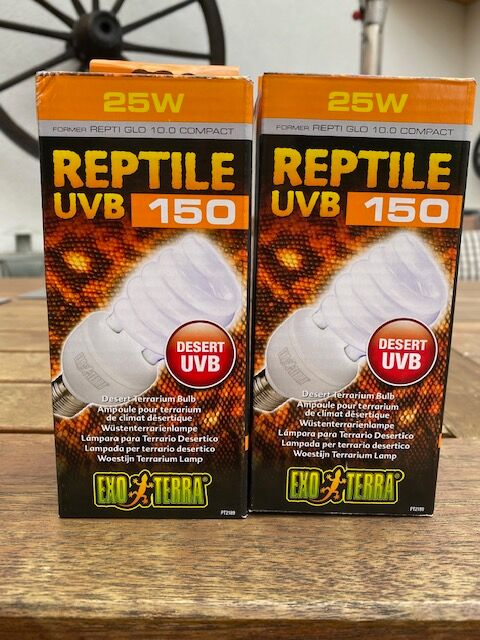 25W
FORMER REPTI GLO 10.0 COMPACT
REPTILE
UVB 150
DESERT
UVB
Desert Terrarium Bulb
Ampoule pour terrarium
de climat désertique
Wüstenterrarienlampe
Lámpara para Terrario Desertico
Lampada per terrario desertico
Woestijn Terrarium Lamp
EXO TERRA
PT2189
25W
FORMER REPTI GLO 10.0 COMPACT
REPTILE
UVB 150
DESERT
UVB
Desert Terrarium Bulb
Ampoule pour terrarium
de climat désertique
Wüstenterrarienlampe
Lámpara para Terrario Desertico
Lampada per terrario desertico
Woestijn Terrarium Lamp
EXO TERRA
PT2189